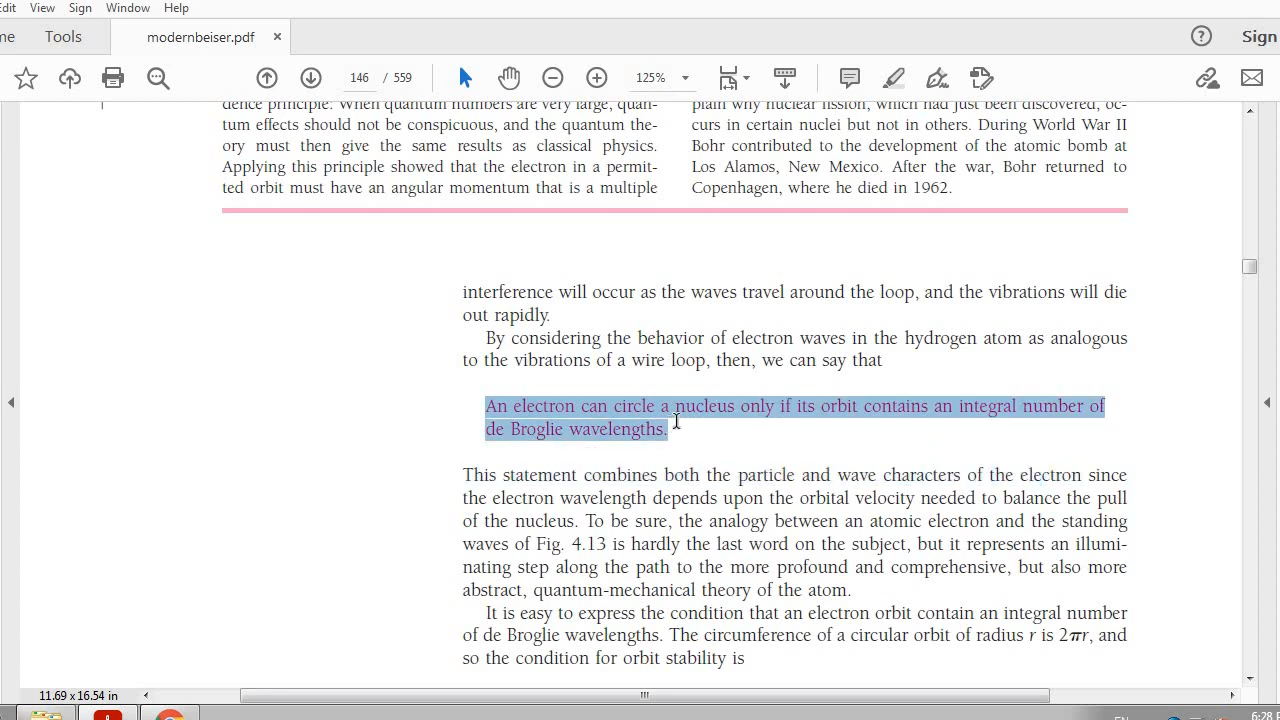 Edit View Sign Window Help
me Tools modernbeiser.pdf × ? Sign
146 / 559 125%
dence principle: When quantum numbers are very large, quan-
tum effects should not be conspicuous, and the quantum the-
ory must then give the same results as classical physics.
Applying this principle showed that the electron in a permit-
ted orbit must have an angular momentum that is a multiple
plain why nuclear fission, which had just been discovered, oc-
curs in certain nuclei but not in others. During World War II
Bohr contributed to the development of the atomic bomb at
Los Alamos, New Mexico. After the war, Bohr returned to
Copenhagen, where he died in 1962.
interference will occur as the waves travel around the loop, and the vibrations will die
out rapidly.
By considering the behavior of electron waves in the hydrogen atom as analogous
to the vibrations of a wire loop, then, we can say that
An electron can circle a nucleus only if its orbit contains an integral number of
de Broglie wavelengths.
This statement combines both the particle and wave characters of the electron since
the electron wavelength depends upon the orbital velocity needed to balance the pull
of the nucleus. To be sure, the analogy between an atomic electron and the standing
waves of Fig. 4.13 is hardly the last word on the subject, but it represents an illumi-
nating step along the path to the more profound and comprehensive, but also more
abstract, quantum-mechanical theory of the atom.
It is easy to express the condition that an electron orbit contain an integral number
of de Broglie wavelengths. The circumference of a circular orbit of radius r is 2πr, and
so the condition for orbit stability is
11.69 x 16.54 in
EN 6:28